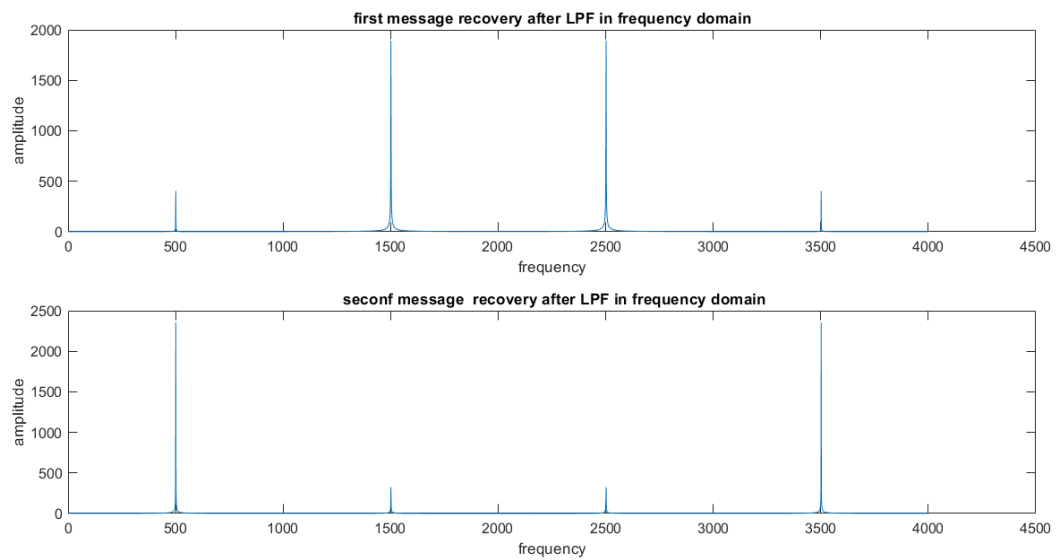 first message recovery after LPF in frequency domain
2000
1500
1000
500
0
amplitude
0 500 1000 1500 2000 2500 3000 3500 4000 4500
frequency
seconf message  recovery after LPF in frequency domain
2500
2000
1500
1000
500
0
amplitude
0 500 1000 1500 2000 2500 3000 3500 4000 4500
frequency